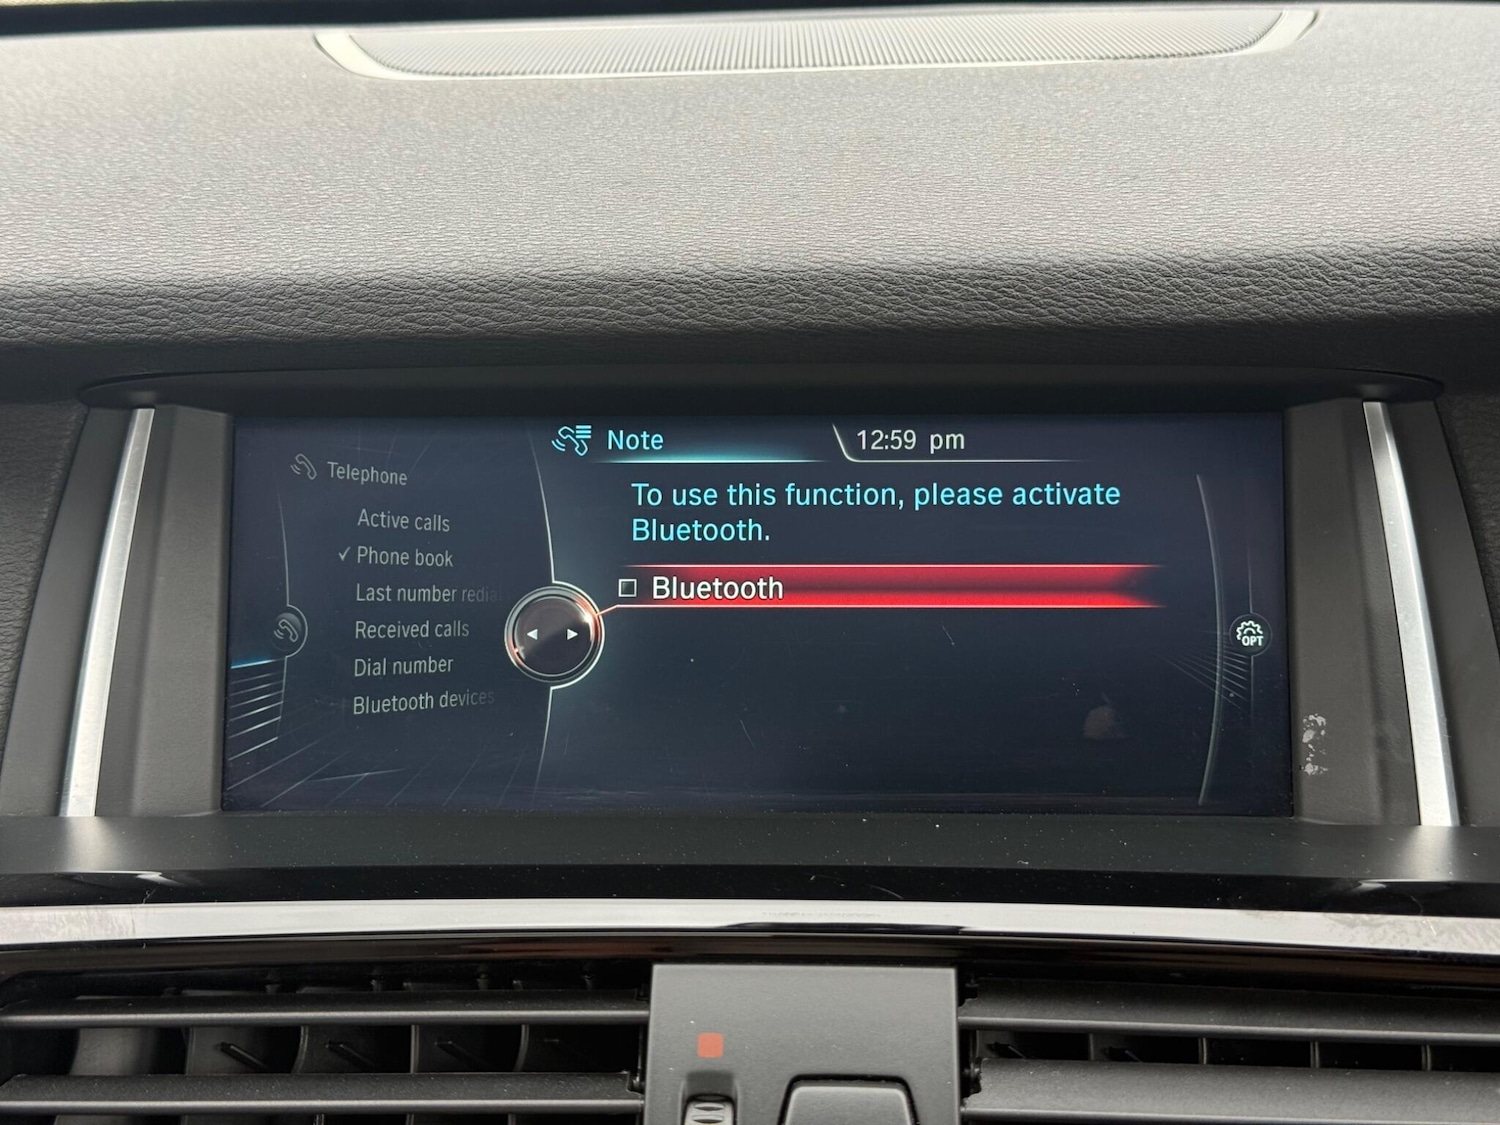 Note
12:59 pm
Telephone
Active calls
✓ Phone book
Last number redial
Received calls
Dial number
Bluetooth devices
To use this function, please activate
Bluetooth.
Bluetooth
OPT